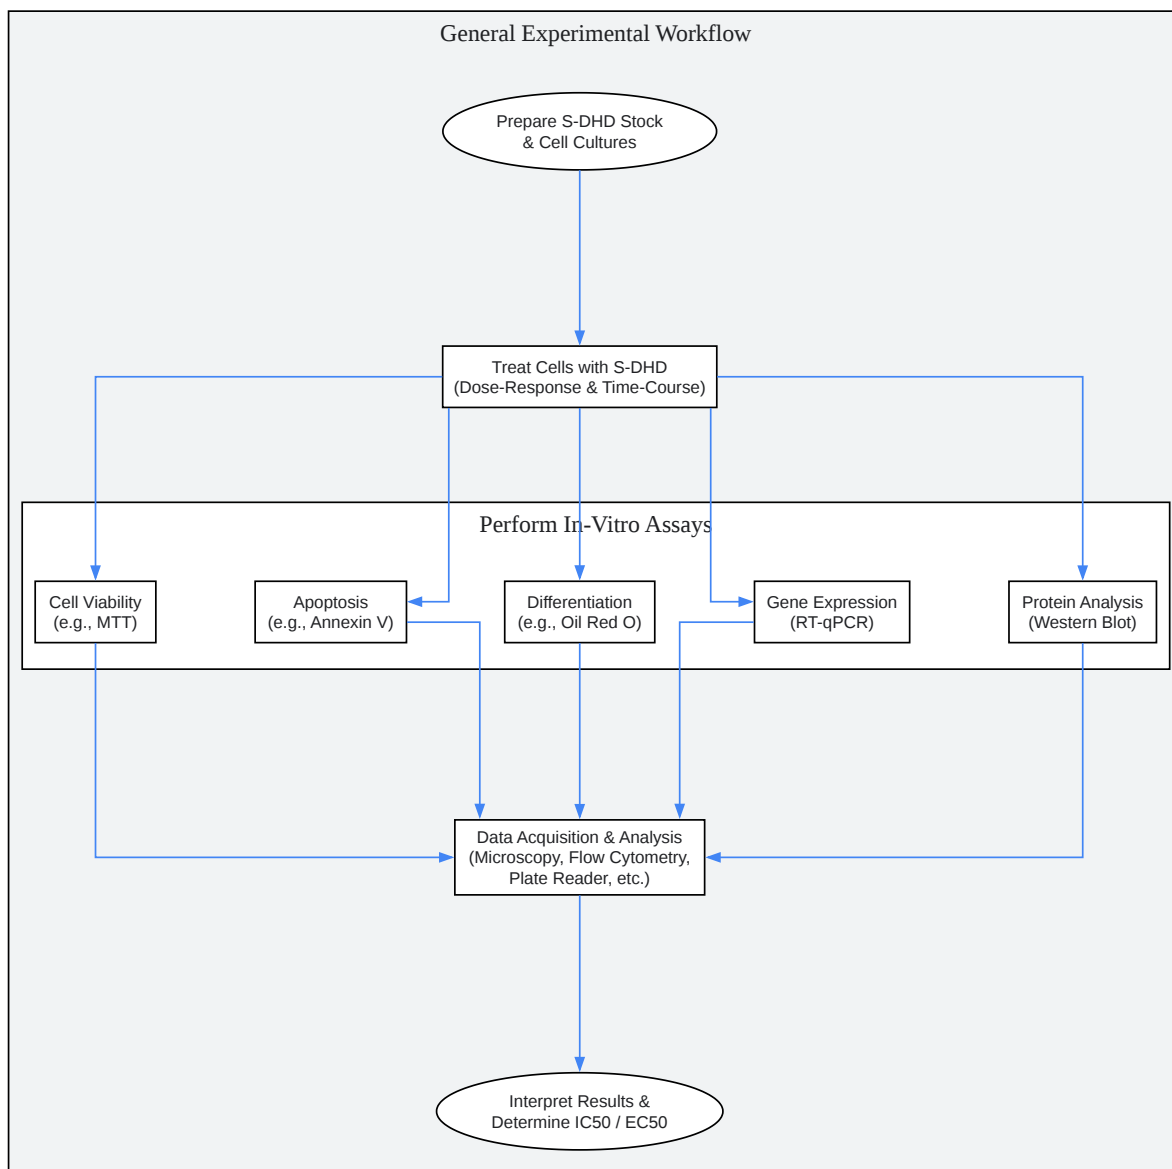 General Experimental Workflow
Prepare S-DHD Stock
& Cell Cultures
Treat Cells with S-DHD
(Dose-Response & Time-Course)
Perform In-Vitro Assays
Cell Viability
(e.g., MTT)
Apoptosis
(e.g., Annexin V)
Differentiation
(e.g., Oil Red O)
Gene Expression
(RT-qPCR)
Protein Analysis
(Western Blot)
Data Acquisition & Analysis
(Microscopy, Flow Cytometry,
Plate Reader, etc.)
Interpret Results &
Determine IC50 / EC50